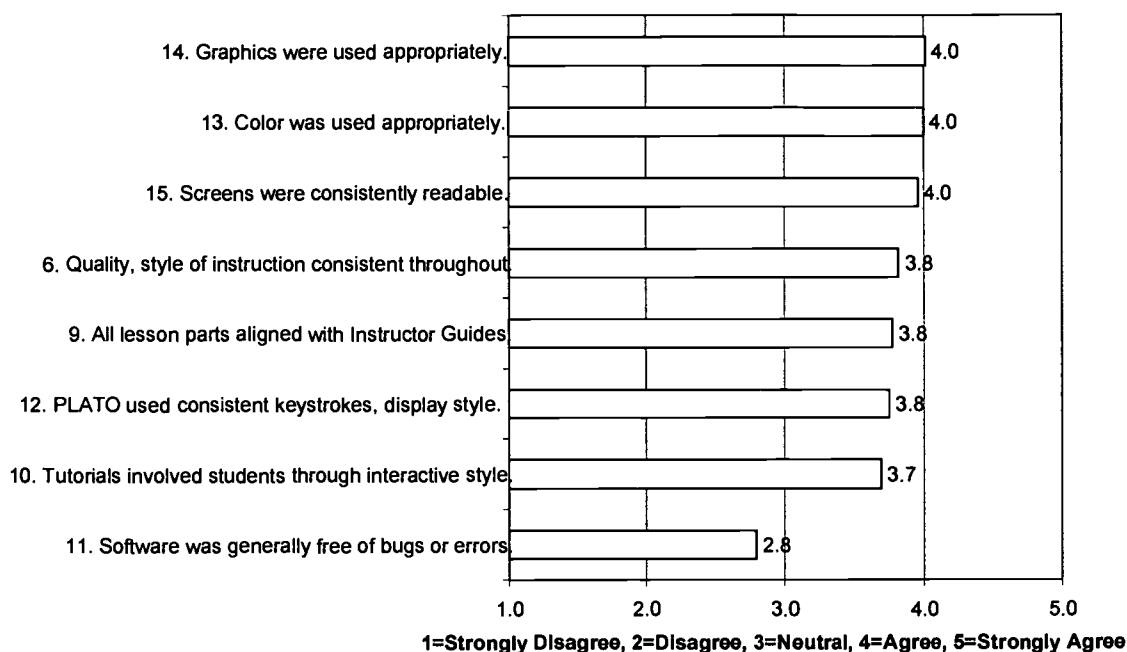 14. Graphics were used appropriately.
4.0
13. Color was used appropriately.
4.0
15. Screens were consistently readable.
4.0
6. Quality, style of instruction consistent throughout
3.8
9. All lesson parts aligned with Instructor Guides
3.8
12. PLATO used consistent keystrokes, display style.
3.8
10. Tutorials involved students through interactive style
3.7
11. Software was generally free of bugs or errors
2.8
1.0 2.0 3.0 4.0 5.0
1=Strongly Disagree, 2=Disagree, 3=Neutral, 4=Agree, 5=Strongly Agree